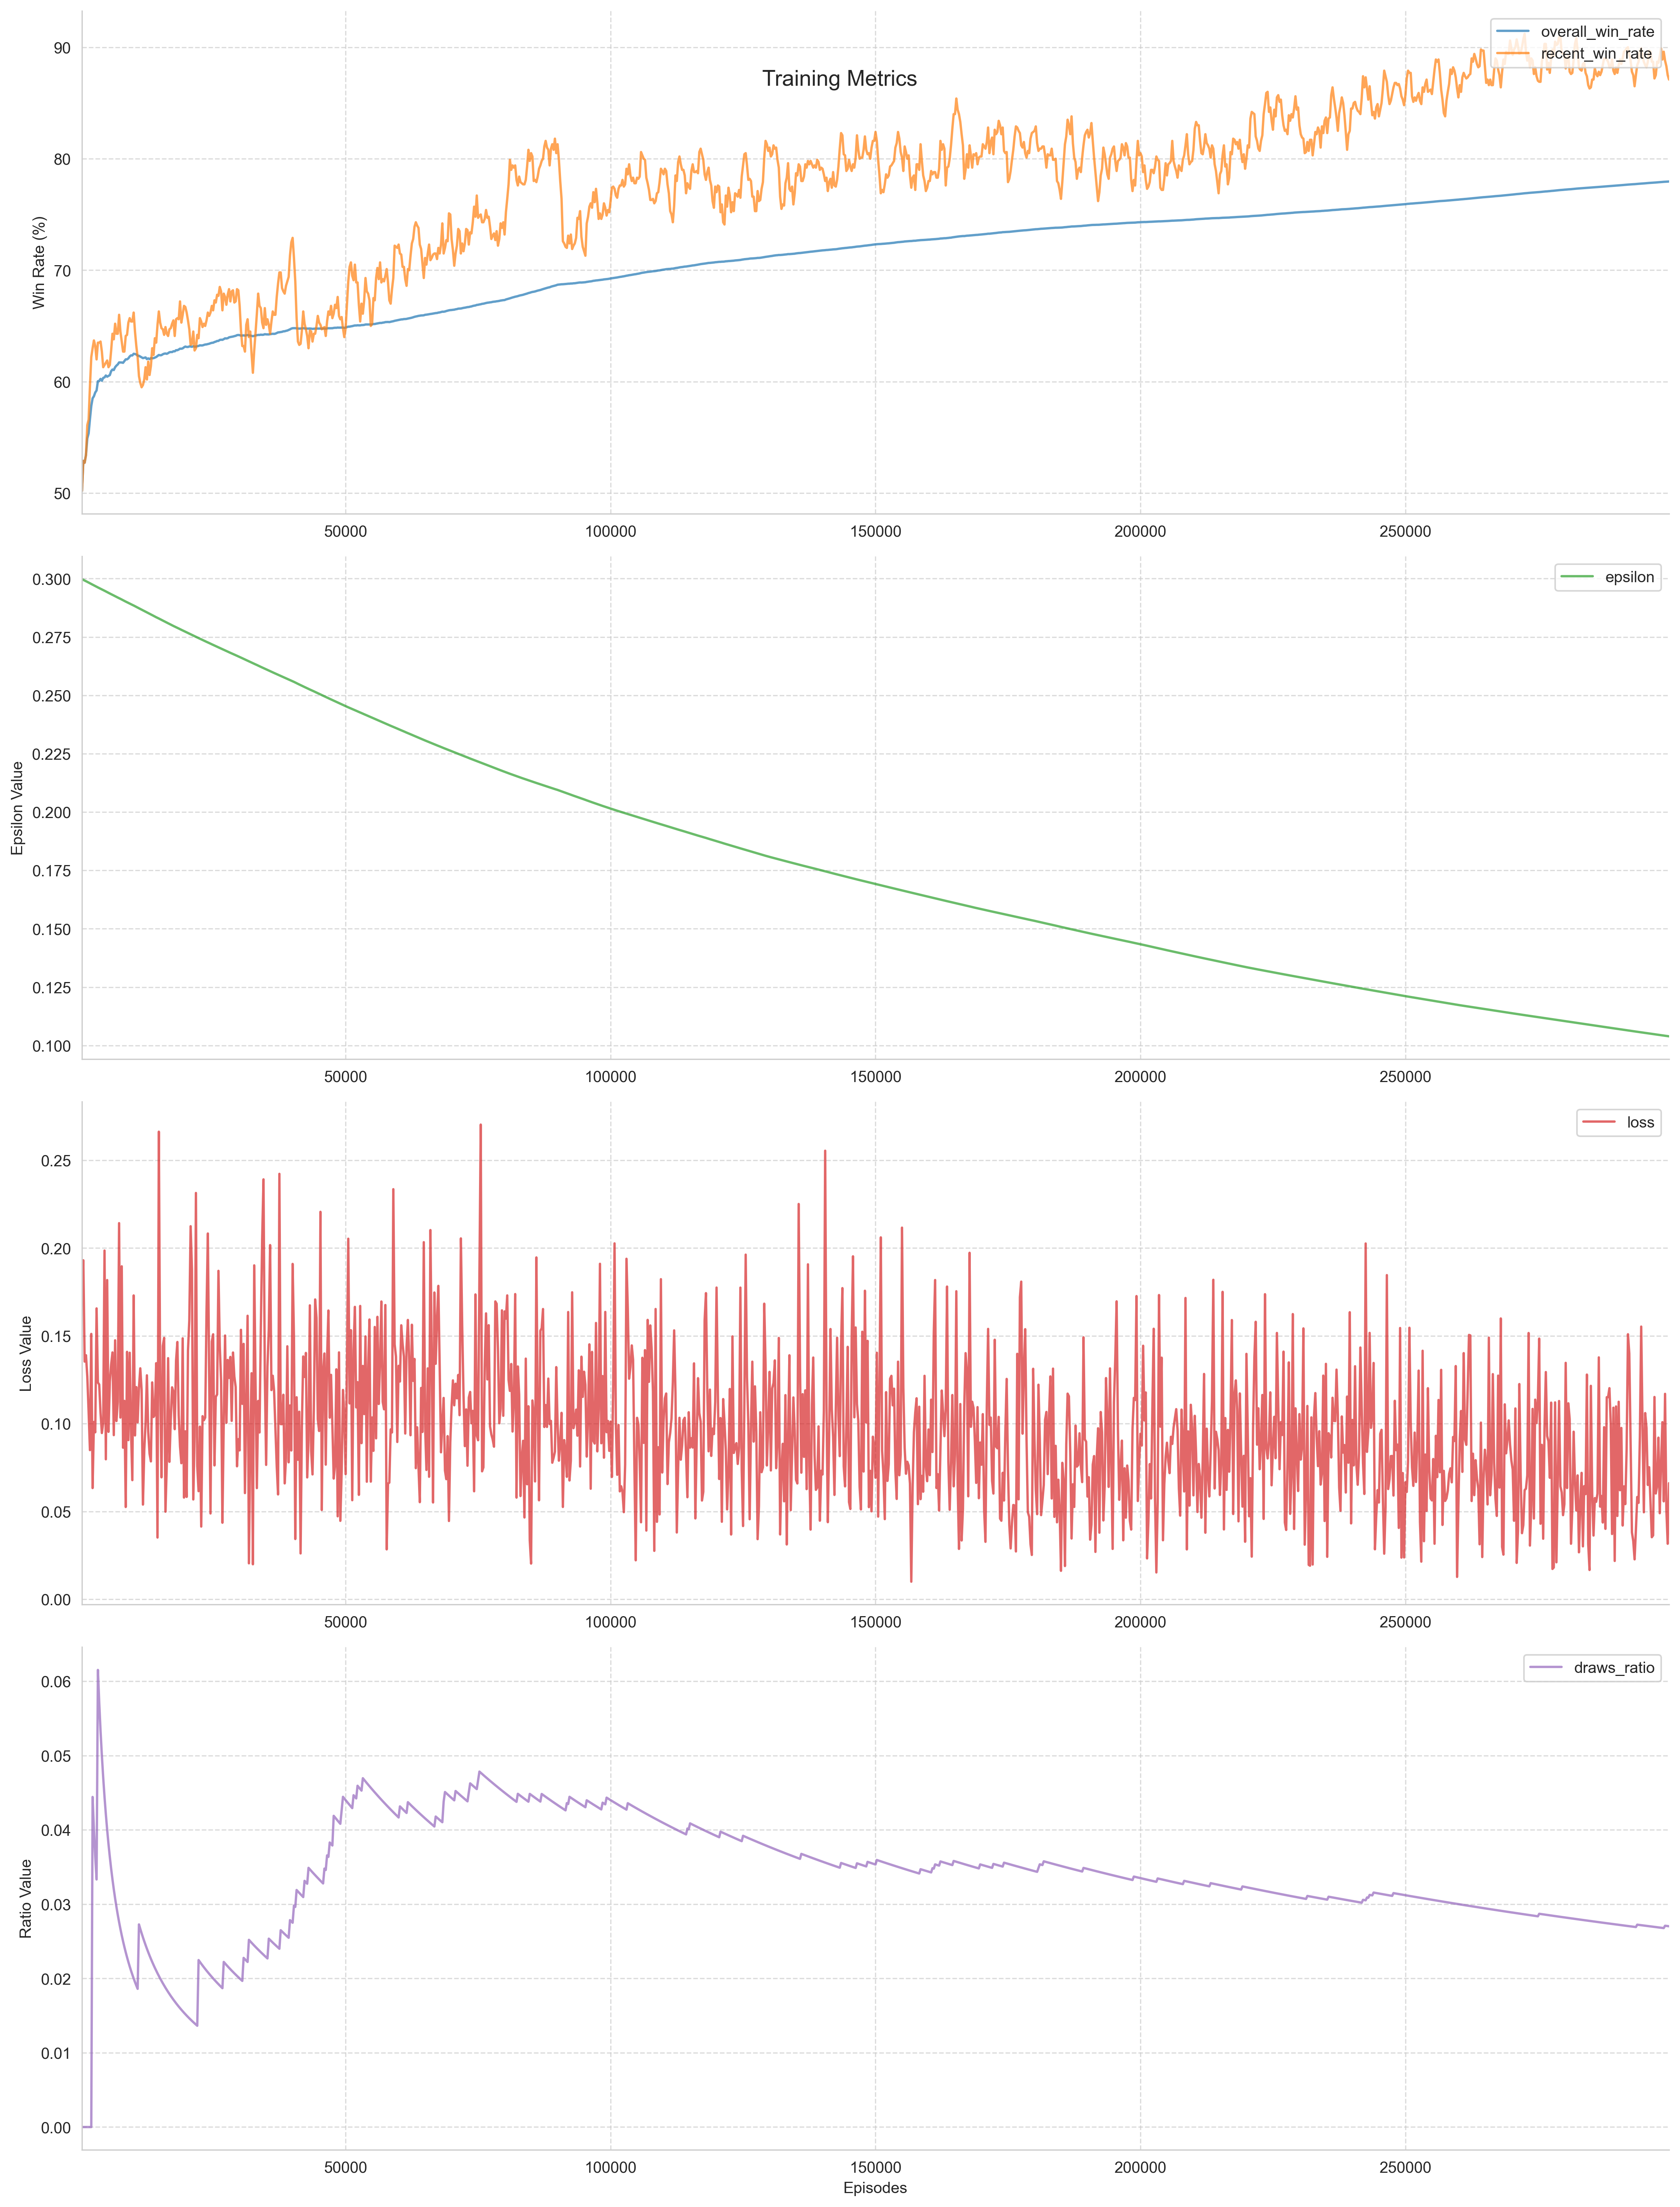 Training Metrics
overall_win_rate
recent_win_rate
Win Rate (%)
90
80
70
60
50
50000 100000 150000 200000 250000
epsilon
Epsilon Value
0.300
0.275
0.250
0.225
0.200
0.175
0.150
0.125
0.100
50000 100000 150000 200000 250000
loss
Loss Value
0.25
0.20
0.15
0.10
0.05
0.00
50000 100000 150000 200000 250000
draws_ratio
Ratio Value
0.06
0.05
0.04
0.03
0.02
0.01
0.00
50000 100000 150000 200000 250000
Episodes